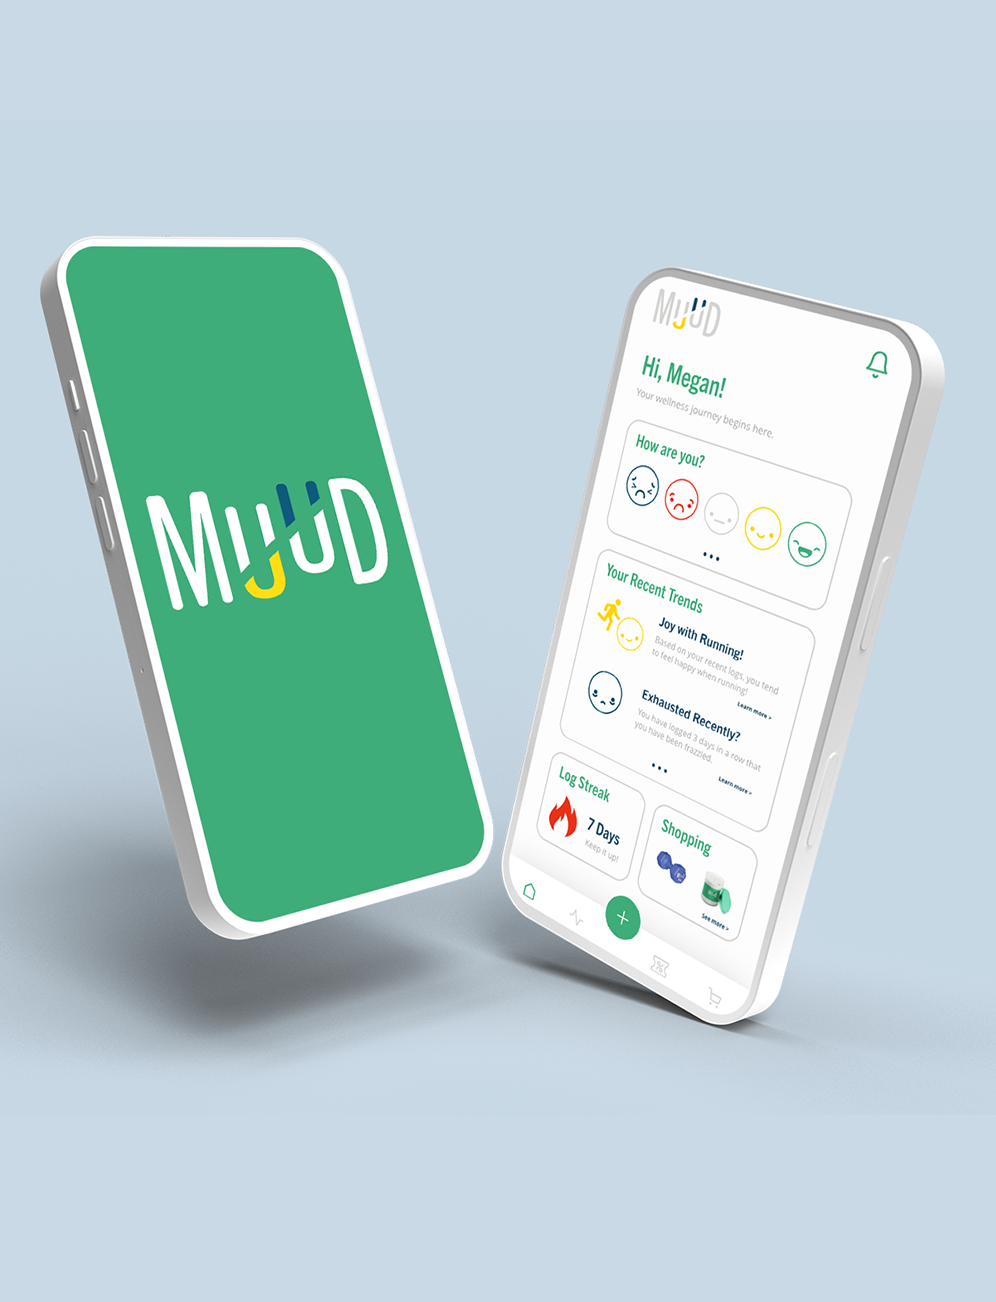 MUUD
MUUD
Hi, Megan!
Your wellness journey begins here.
How are you?
Your Recent Trends
Joy with Running!
Based on your recent logs, you tend
to feel happy when running!
Learn more >
Exhausted Recently?
You have logged 3 days in a row that
you have been frazzled.
Learn more >
Log Streak
7 Days
Keep it up!
Shopping
See more >